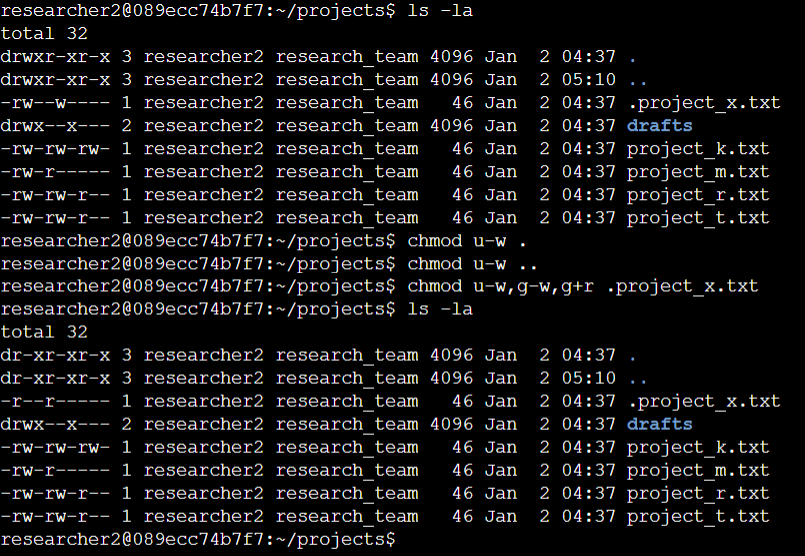 researcher2@089ecc74b7f7:~/projects$ ls -la
total 32
drwxr-xr-x 3 researcher2 research_team 4096 Jan  2 04:37 .
drwxr-xr-x 3 researcher2 research_team 4096 Jan  2 05:10 ..
-rw--w---- 1 researcher2 research_team   46 Jan  2 04:37 .project_x.txt
drwx--x--- 2 researcher2 research_team 4096 Jan  2 04:37 drafts
-rw-rw-rw- 1 researcher2 research_team   46 Jan  2 04:37 project_k.txt
-rw-r----- 1 researcher2 research_team   46 Jan  2 04:37 project_m.txt
-rw-rw-r-- 1 researcher2 research_team   46 Jan  2 04:37 project_r.txt
-rw-rw-r-- 1 researcher2 research_team   46 Jan  2 04:37 project_t.txt
researcher2@089ecc74b7f7:~/projects$ chmod u-w .
researcher2@089ecc74b7f7:~/projects$ chmod u-w ..
researcher2@089ecc74b7f7:~/projects$ chmod u-w,g-w,g+r .project_x.txt
researcher2@089ecc74b7f7:~/projects$ ls -la
total 32
dr-xr-xr-x 3 researcher2 research_team 4096 Jan  2 04:37 .
dr-xr-xr-x 3 researcher2 research_team 4096 Jan  2 05:10 ..
-r--r----- 1 researcher2 research_team   46 Jan  2 04:37 .project_x.txt
drwx--x--- 2 researcher2 research_team 4096 Jan  2 04:37 drafts
-rw-rw-rw- 1 researcher2 research_team   46 Jan  2 04:37 project_k.txt
-rw-r----- 1 researcher2 research_team   46 Jan  2 04:37 project_m.txt
-rw-rw-r-- 1 researcher2 research_team   46 Jan  2 04:37 project_r.txt
-rw-rw-r-- 1 researcher2 research_team   46 Jan  2 04:37 project_t.txt
researcher2@089ecc74b7f7:~/projects$